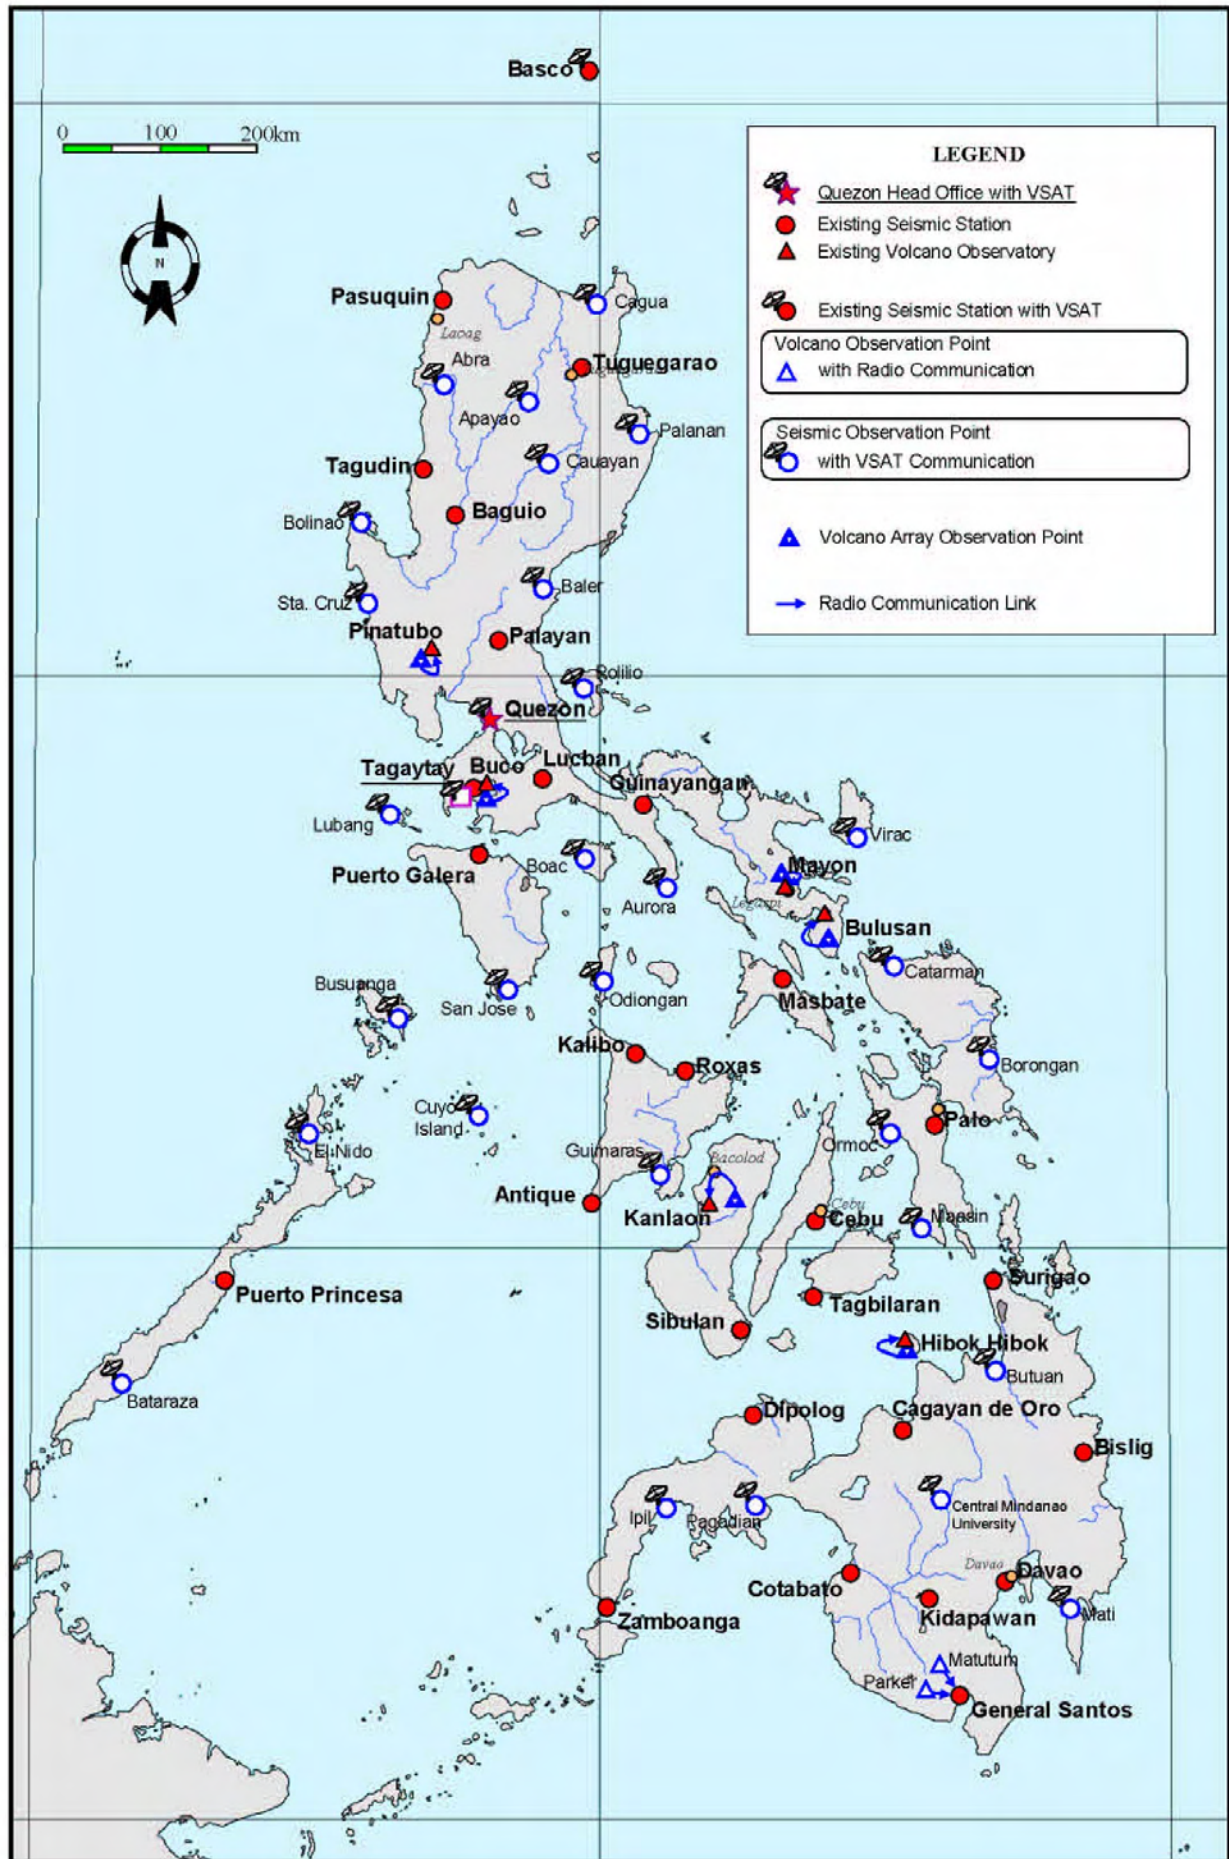 Basco
0 100 200km
N
LEGEND
Quezon Head Office with VSAT
Existing Seismic Station
Existing Volcano Observatory
Existing Seismic Station with VSAT
Volcano Observation Point
with Radio Communication
Seismic Observation Point
with VSAT Communication
Volcano Array Observation Point
Radio Communication Link
Pasuquin
Cagua
Laoag
Abra
Tuguegarao
Apayao
Palanan
Tagudin
Cauayan
Baguio
Bolinao
Baler
Sta. Cruz
Pinatubo
Palayan
Polilio
Quezon
Tagaytay
Buco
Lucban
Guinayangan
Lubang
Virac
Puerto Galera
Boac
Mayon
Aurora
Legazpi
Bulusan
Catarman
Busuanga
San Jose
Odiongan
Masbate
Kalibo
Roxas
Borongan
Cuyo
Island
Palo
El Nido
Guimaras
Ormoc
Bacolod
Antique
Kanlaon
Cebu
Cebu
Maasin
Puerto Princesa
Surigao
Tagbilaran
Sibulan
Hibok Hibok
Butuan
Bataraza
Dipolog
Cagayan de Oro
Bislig
Ipil
Pagadian
Central Mindanao
University
Davao
Davao
Cotabato
Kidapawan
Mati
Zamboanga
Matutum
Parker
General Santos